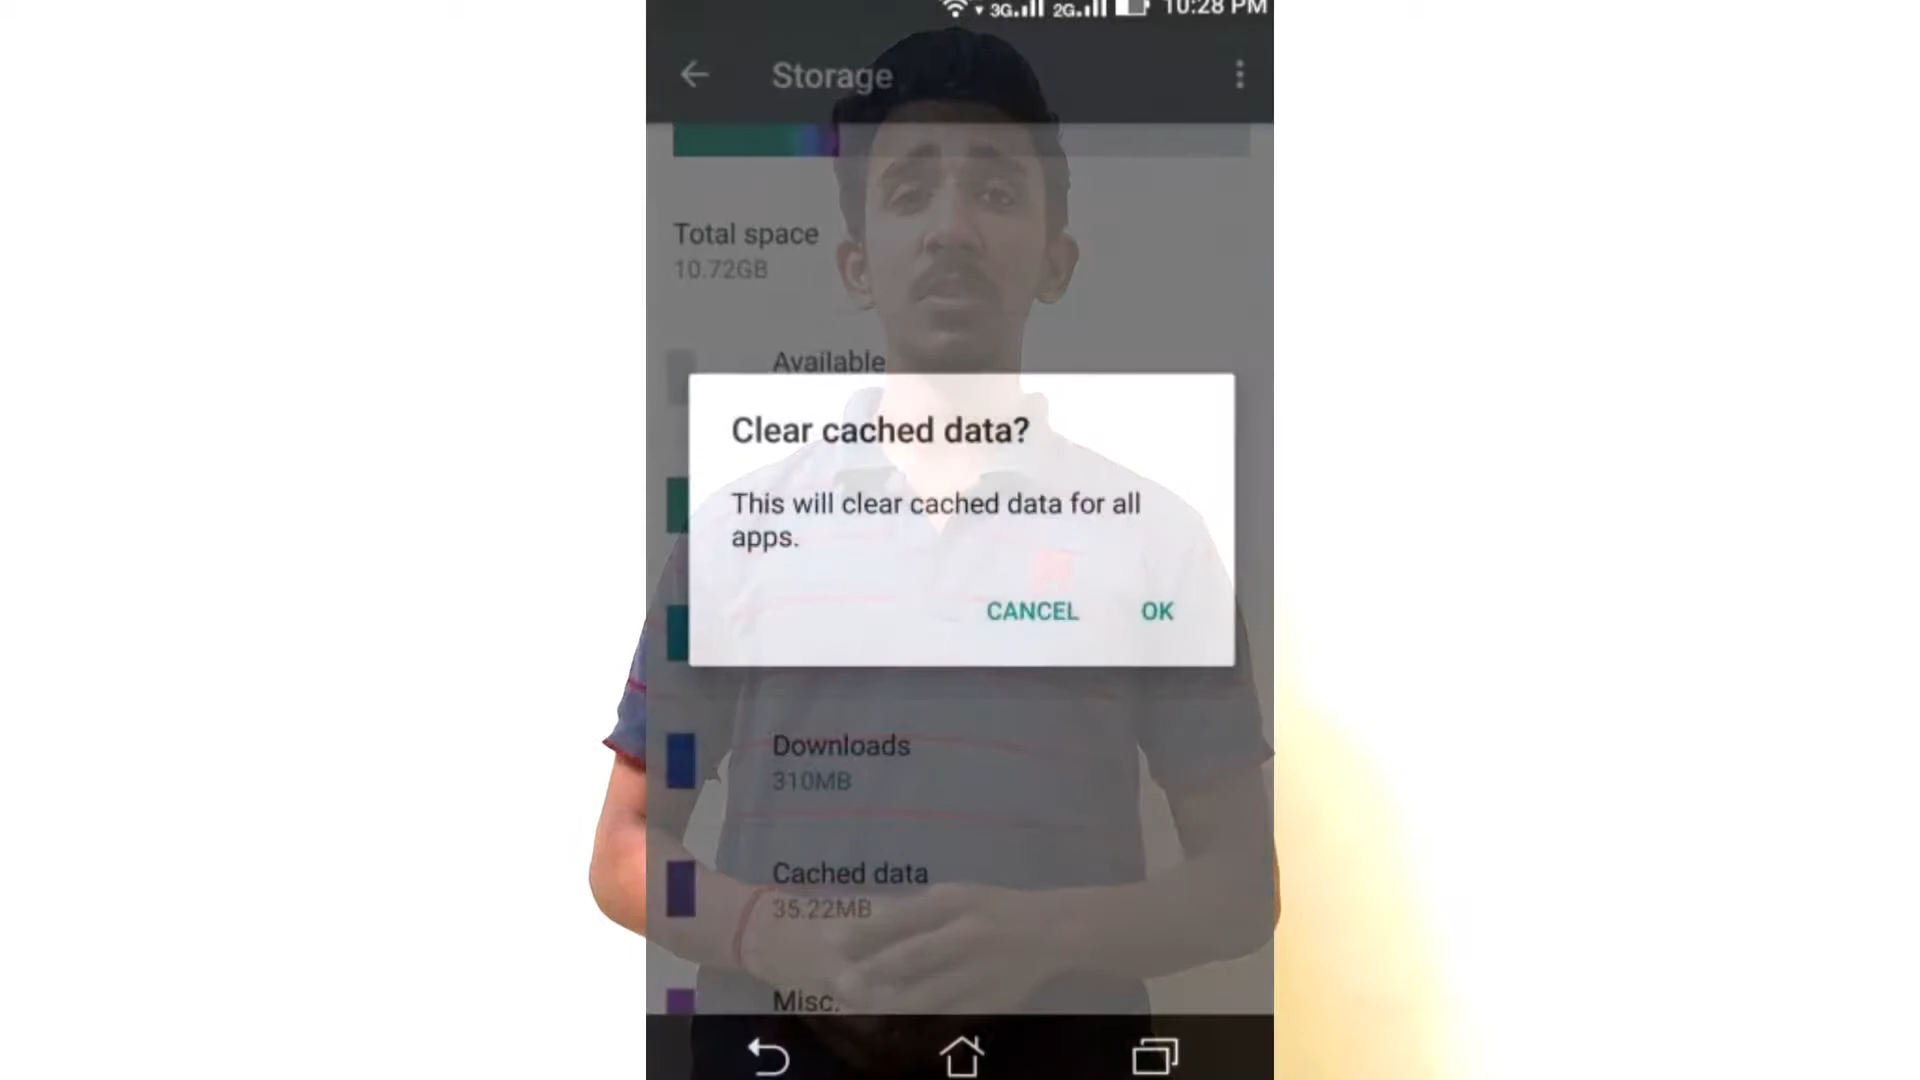 3G 2G 10:28 PM
Storage
Total space
10.72GB
Available
Clear cached data?
This will clear cached data for all
apps.
CANCEL OK
Downloads
310MB
Cached data
35.22MB
Misc.